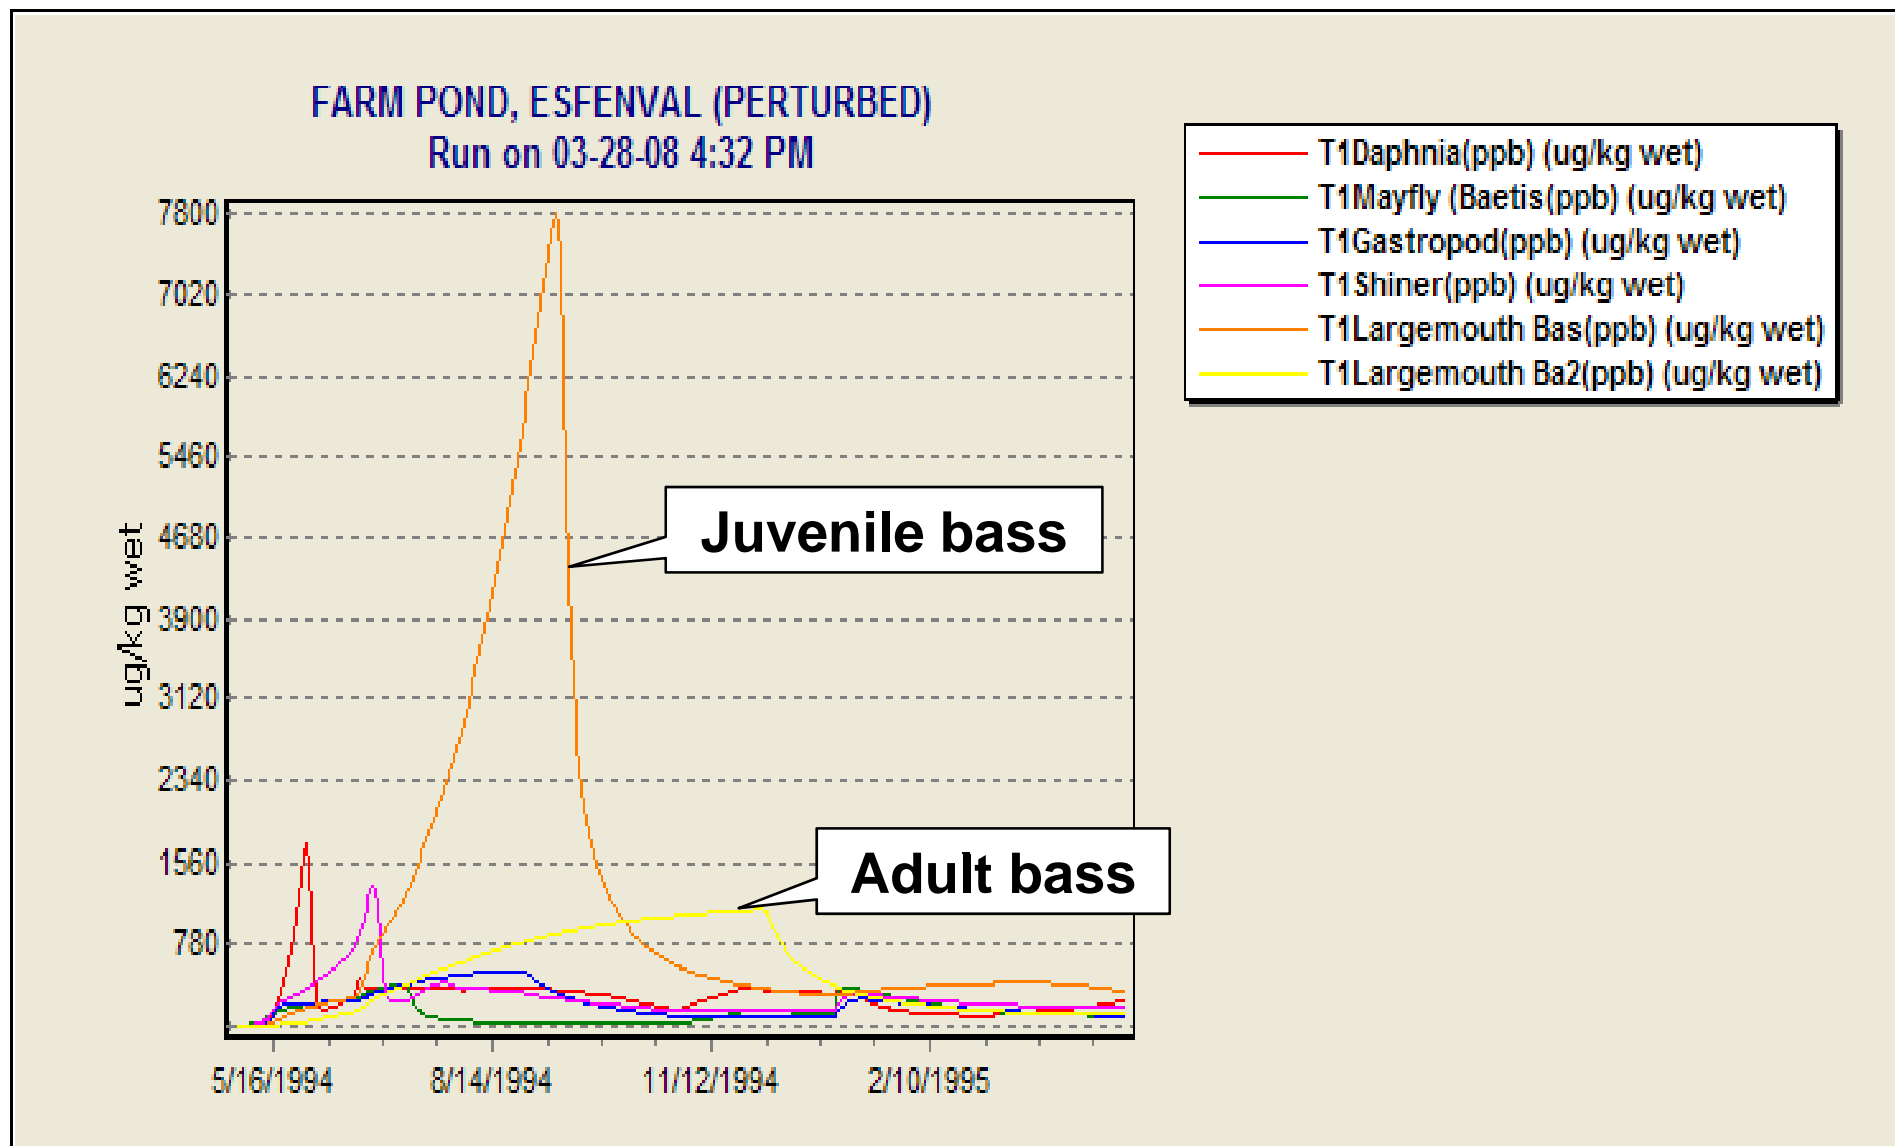 FARM POND, ESFENVAL (PERTURBED)
Run on 03-28-08 4:32 PM
T1Daphnia(ppb) (ug/kg wet)
T1Mayfly (Baetis(ppb) (ug/kg wet)
T1Gastropod(ppb) (ug/kg wet)
T1Shiner(ppb) (ug/kg wet)
T1Largemouth Bas(ppb) (ug/kg wet)
T1Largemouth Ba2(ppb) (ug/kg wet)
7800
7020
6240
5460
4680
3900
3120
2340
1560
780
ug/kg wet
Juvenile bass
Adult bass
5/16/1994
8/14/1994
11/12/1994
2/10/1995